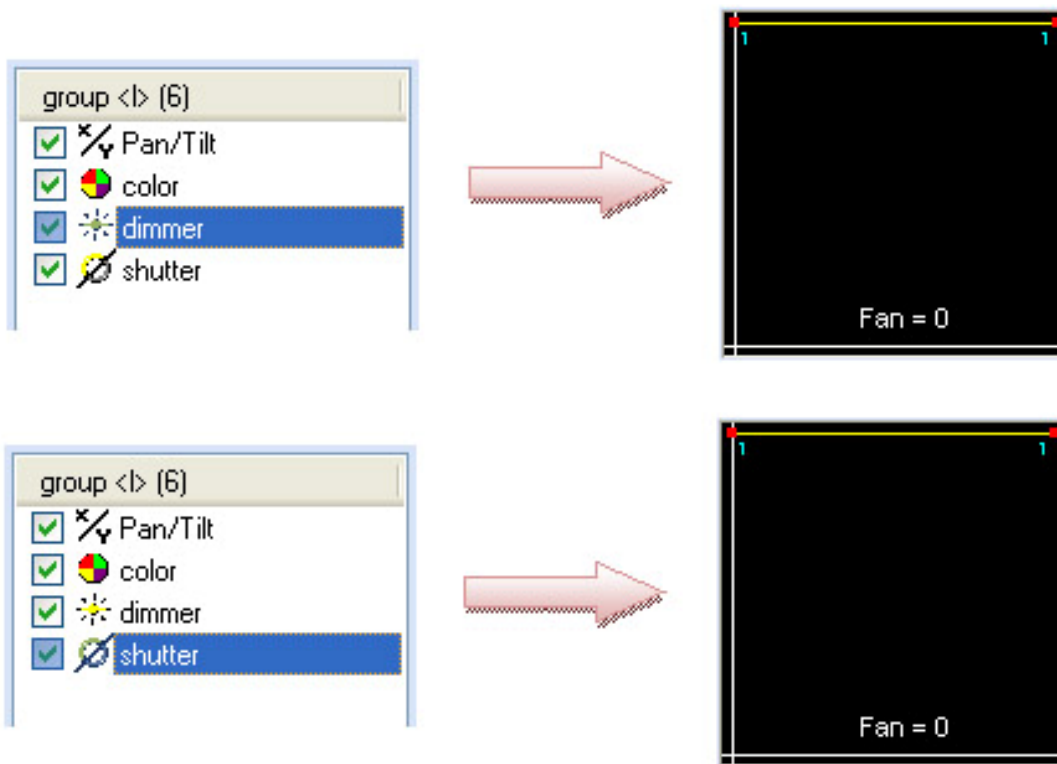 group <I> (6)
Pan/Tilt
color
dimmer
shutter
1 1
Fan = 0
group <I> (6)
Pan/Tilt
color
dimmer
shutter
1 1
Fan = 0